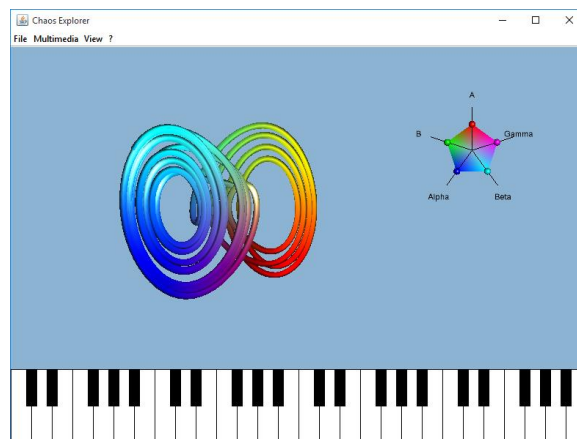 Chaos Explorer
File Multimedia View ?
A
B
Gamma
Alpha
Beta